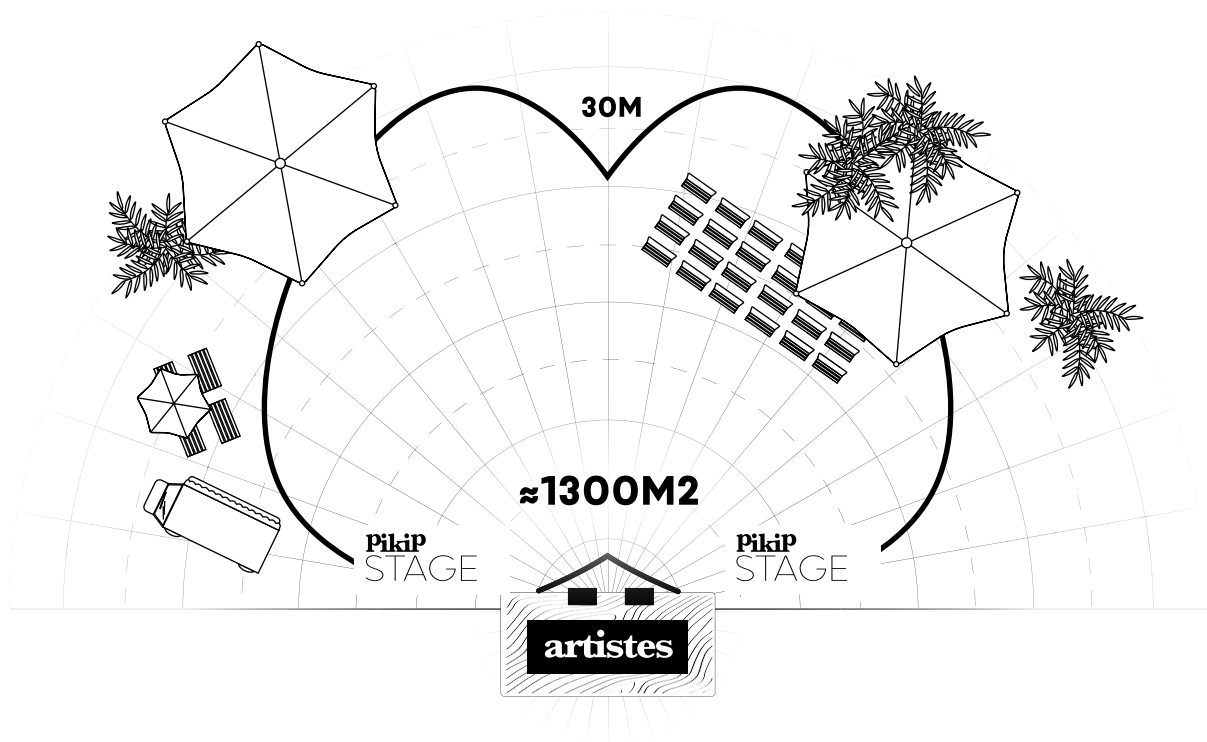 30M
≈1300M2
Pikip
STAGE
Pikip
STAGE
artistes